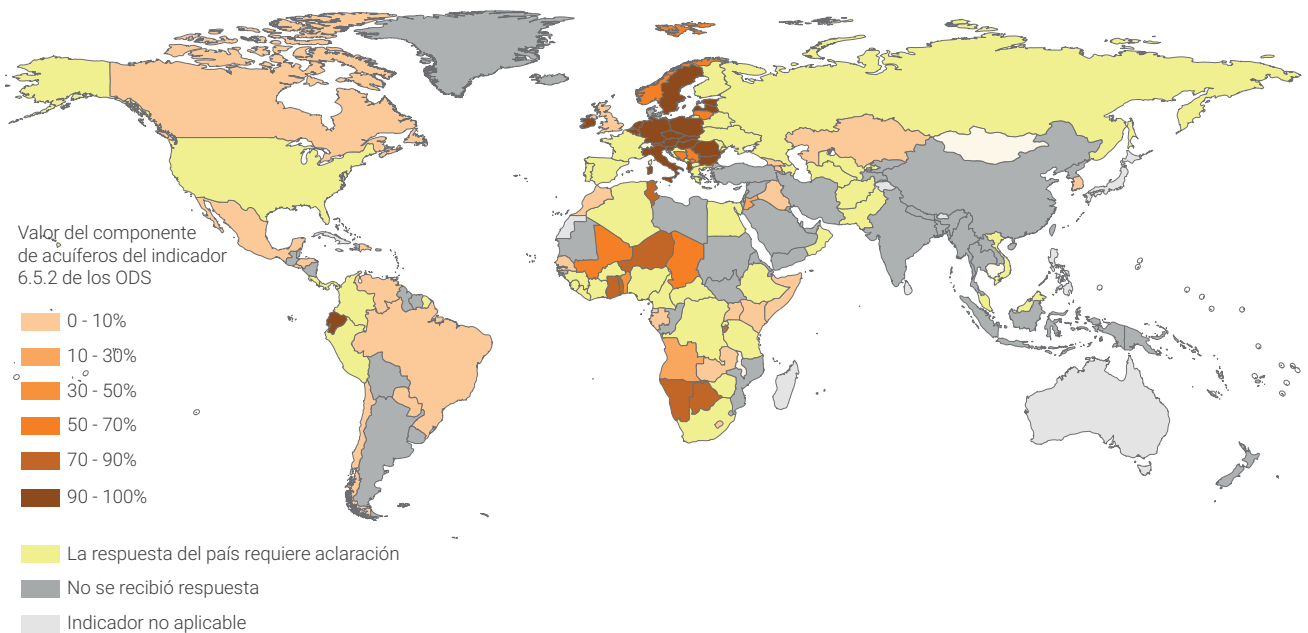 Valor del componente
de acuíferos del indicador
6.5.2 de los ODS
0 - 10%
10 - 30%
30 - 50%
50 - 70%
70 - 90%
90 - 100%
La respuesta del país requiere aclaración
No se recibió respuesta
Indicador no aplicable